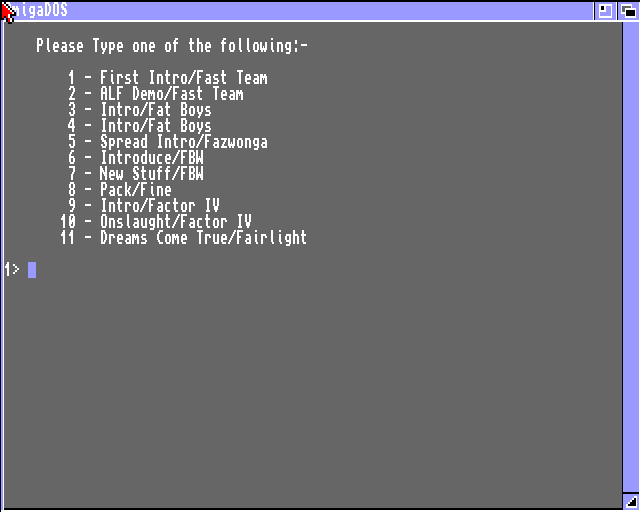 migaDOS
Please Type one of the following:-
1 - First Intro/Fast Team
2 - ALF Demo/Fast Team
3 - Intro/Fat Boys
4 - Intro/Fat Boys
5 - Spread Intro/Fazwonga
6 - Introduce/FBW
7 - New Stuff/FBW
8 - Pack/Fine
9 - Intro/Factor IV
10 - Onslaught/Factor IV
11 - Dreams Come True/Fairlight
1>